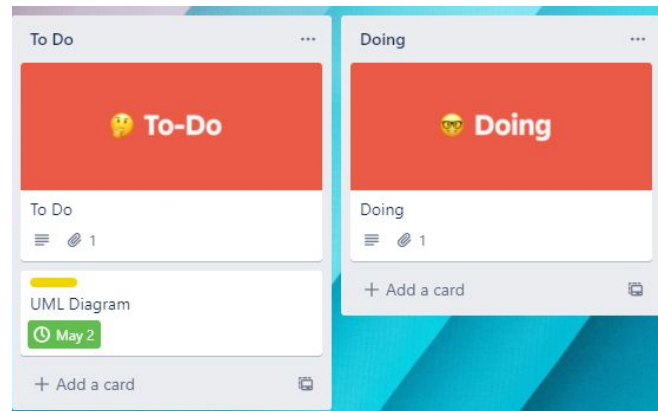 To Do
🤔 To-Do
To Do
1
UML Diagram
May 2
+ Add a card
Doing
🤓 Doing
Doing
1
+ Add a card